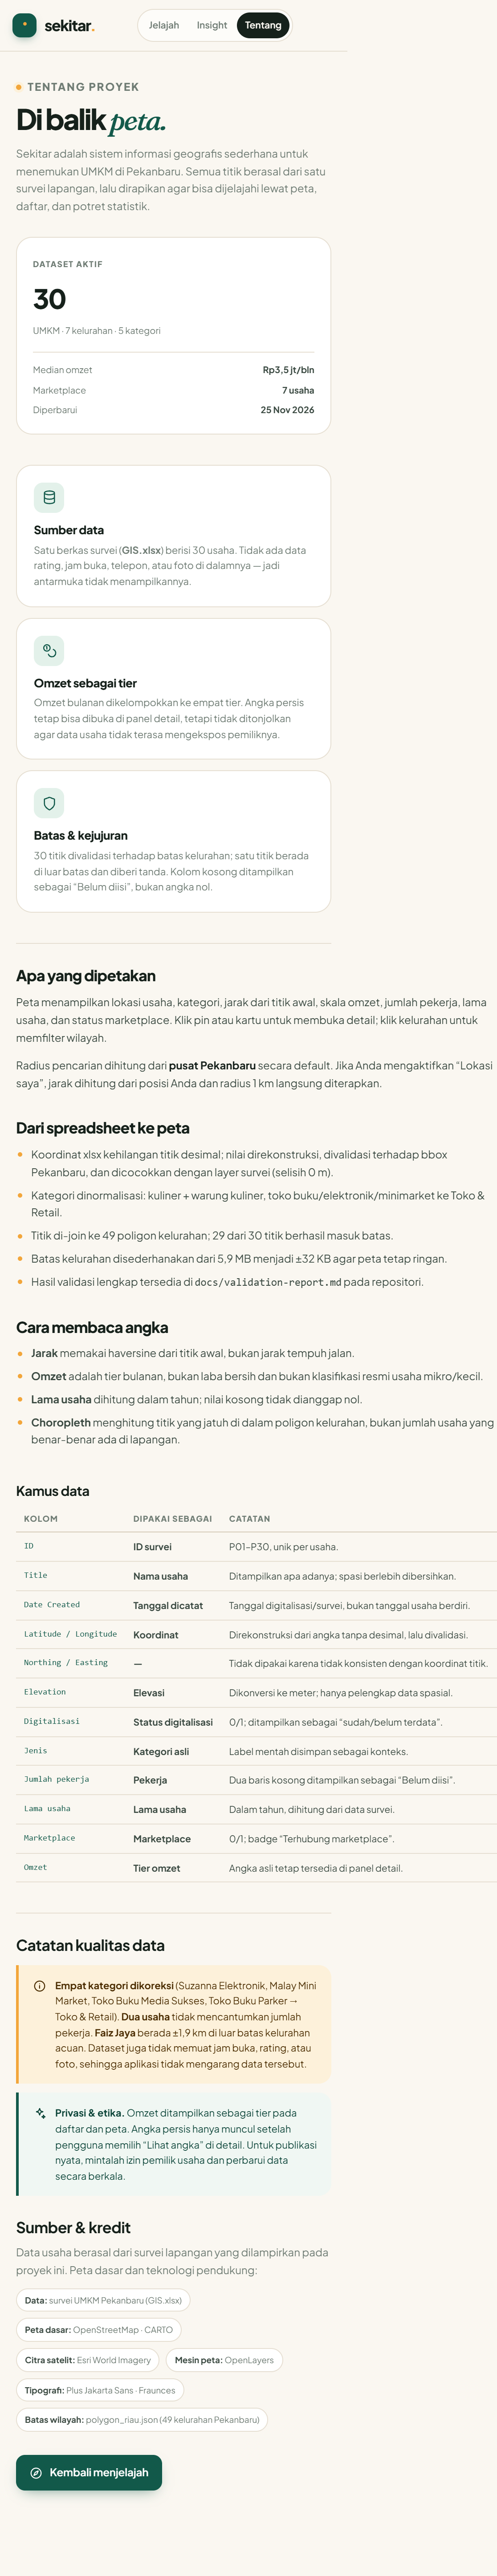 sekitar.
Jelajah Insight Tentang
TENTANG PROYEK
Di balik peta.
Sekitar adalah sistem informasi geografis sederhana untuk
menemukan UMKM di Pekanbaru. Semua titik berasal dari satu
survei lapangan, lalu dirapikan agar bisa dijelajahi lewat peta,
daftar, dan potret statistik.
DATASET AKTIF
30
UMKM · 7 kelurahan · 5 kategori
Median omzet Rp3,5 jt/bln
Marketplace 7 usaha
Diperbarui 25 Nov 2026
Sumber data
Satu berkas survei (GIS.xlsx) berisi 30 usaha. Tidak ada data
rating, jam buka, telepon, atau foto di dalamnya — jadi
antarmuka tidak menampilkannya.
Omzet sebagai tier
Omzet bulanan dikelompokkan ke empat tier. Angka persis
tetap bisa dibuka di panel detail, tetapi tidak ditonjolkan
agar data usaha tidak terasa mengekspos pemiliknya.
Batas & kejujuran
30 titik divalidasi terhadap batas kelurahan; satu titik berada
di luar batas dan diberi tanda. Kolom kosong ditampilkan
sebagai “Belum diisi”, bukan angka nol.
Apa yang dipetakan
Peta menampilkan lokasi usaha, kategori, jarak dari titik awal, skala omzet, jumlah pekerja, lama
usaha, dan status marketplace. Klik pin atau kartu untuk membuka detail; klik kelurahan untuk
memfilter wilayah.
Radius pencarian dihitung dari pusat Pekanbaru secara default. Jika Anda mengaktifkan “Lokasi
saya”, jarak dihitung dari posisi Anda dan radius 1 km langsung diterapkan.
Dari spreadsheet ke peta
Koordinat xlsx kehilangan titik desimal; nilai direkonstruksi, divalidasi terhadap bbox
Pekanbaru, dan dicocokkan dengan layer survei (selisih 0 m).
Kategori dinormalisasi: kuliner + warung kuliner, toko buku/elektronik/minimarket ke Toko &
Retail.
Titik di-join ke 49 poligon kelurahan; 29 dari 30 titik berhasil masuk batas.
Batas kelurahan disederhanakan dari 5,9 MB menjadi ±32 KB agar peta tetap ringan.
Hasil validasi lengkap tersedia di docs/validation-report.md pada repositori.
Cara membaca angka
Jarak memakai haversine dari titik awal, bukan jarak tempuh jalan.
Omzet adalah tier bulanan, bukan laba bersih dan bukan klasifikasi resmi usaha mikro/kecil.
Lama usaha dihitung dalam tahun; nilai kosong tidak dianggap nol.
Choropleth menghitung titik yang jatuh di dalam poligon kelurahan, bukan jumlah usaha yang
benar-benar ada di lapangan.
Kamus data
KOLOM DIPAKAI SEBAGAI CATATAN
ID ID survei P01–P30, unik per usaha.
Title Nama usaha Ditampilkan apa adanya; spasi berlebih dibersihkan.
Date Created Tanggal dicatat Tanggal digitalisasi/survei, bukan tanggal usaha berdiri.
Latitude / Longitude Koordinat Direkonstruksi dari angka tanpa desimal, lalu divalidasi.
Northing / Easting — Tidak dipakai karena tidak konsisten dengan koordinat titik.
Elevation Elevasi Dikonversi ke meter; hanya pelengkap data spasial.
Digitalisasi Status digitalisasi 0/1; ditampilkan sebagai “sudah/belum terdata”.
Jenis Kategori asli Label mentah disimpan sebagai konteks.
Jumlah pekerja Pekerja Dua baris kosong ditampilkan sebagai “Belum diisi”.
Lama usaha Lama usaha Dalam tahun, dihitung dari data survei.
Marketplace Marketplace 0/1; badge “Terhubung marketplace”.
Omzet Tier omzet Angka asli tetap tersedia di panel detail.
Catatan kualitas data
Empat kategori dikoreksi (Suzanna Elektronik, Malay Mini
Market, Toko Buku Media Sukses, Toko Buku Parker →
Toko & Retail). Dua usaha tidak mencantumkan jumlah
pekerja. Faiz Jaya berada ±1,9 km di luar batas kelurahan
acuan. Dataset juga tidak memuat jam buka, rating, atau
foto, sehingga aplikasi tidak mengarang data tersebut.
Privasi & etika. Omzet ditampilkan sebagai tier pada
daftar dan peta. Angka persis hanya muncul setelah
pengguna memilih “Lihat angka” di detail. Untuk publikasi
nyata, mintalah izin pemilik usaha dan perbarui data
secara berkala.
Sumber & kredit
Data usaha berasal dari survei lapangan yang dilampirkan pada
proyek ini. Peta dasar dan teknologi pendukung:
Data: survei UMKM Pekanbaru (GIS.xlsx)
Peta dasar: OpenStreetMap · CARTO
Citra satelit: Esri World Imagery Mesin peta: OpenLayers
Tipografi: Plus Jakarta Sans · Fraunces
Batas wilayah: polygon_riau.json (49 kelurahan Pekanbaru)
Kembali menjelajah